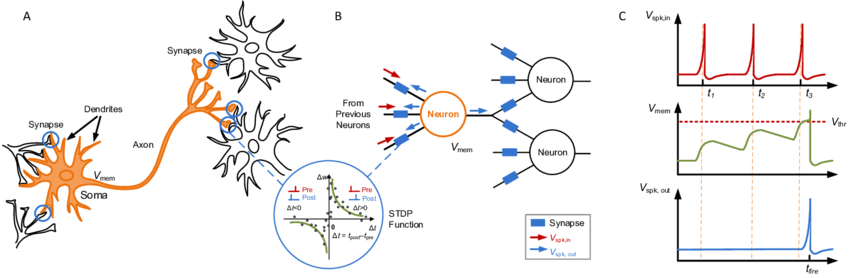 A
Synapse
Dendrites
Synapse
Axon
Vmem
Soma
B
From
Previous
Neurons
Neuron
Vmem
Neuron
Neuron
Δw
Pre
Post
Pre
Post
Δt<0
Δt>0
0
Δt
Δt = tpost–tpre
STDP
Function
Synapse
Vspk,in
Vspk, out
C
Vspk,in
t1
t2
t3
Vmem
Vthr
Vspk, out
tfire